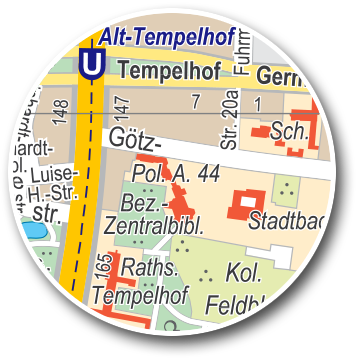 Alt-Tempelhof
U
Tempelhof
Fuhrm
Germ
148
147
7
Str. 20a
1
Sch.
Götz-
ardt-
Luise-
H.-Str.
str.
Pol. A. 44
Bez.-
Zentralbibl.
Stadtbad
165
Raths.
Tempelhof
Kol.
Feldbl